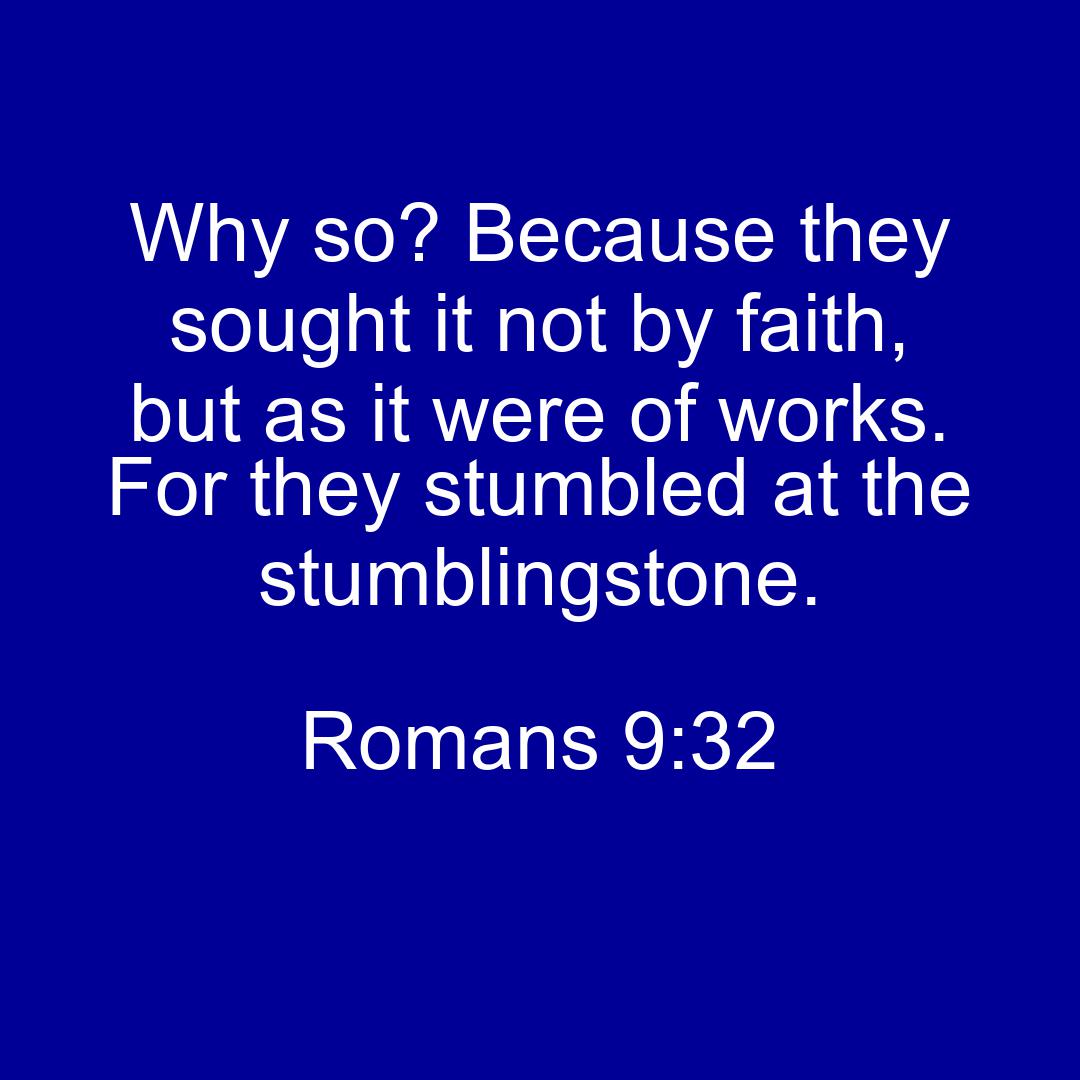 Why so? Because they
sought it not by faith,
but as it were of works.
For they stumbled at the
stumblingstone.
Romans 9:32